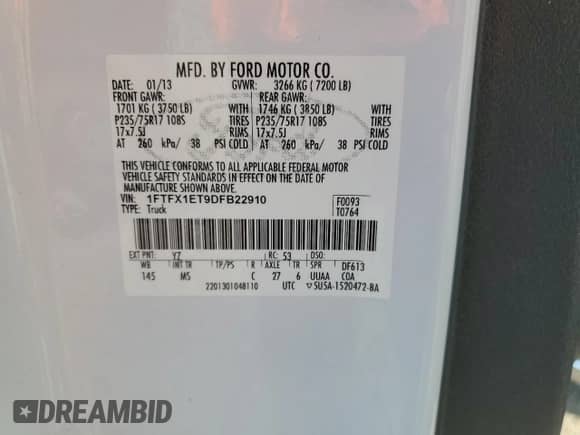 MFD. BY FORD MOTOR CO.
DATE: 01/13 GVWR: 3266 KG ( 7200 LB)
FRONT GAWR: REAR GAWR:
1701 KG ( 3750 LB) WITH 1746 KG ( 3850 LB) WITH
P235/75R17 108S TIRES P235/75R17 108S TIRES
17x7.5J RIMS 17x7.5J RIMS
AT 260 kPa/ 38 PSI COLD AT 260 kPa/ 38 PSI COLD
THIS VEHICLE CONFORMS TO ALL APPLICABLE FEDERAL MOTOR
VEHICLE SAFETY STANDARDS IN EFFECT ON THE DATE OF
MANUFACTURE SHOWN ABOVE.
VIN: 1FTFX1ET9DFB22910 F0093
TYPE: Truck T0764
EXT PNT: YZ RC: 53 DSO:
WB INT TR TP/PS R AXLE TR SPR DF613
145 MS C 27 6 UUAA COA
2201301048110 UTC 5U5A-1520472-BA
DREAMBID